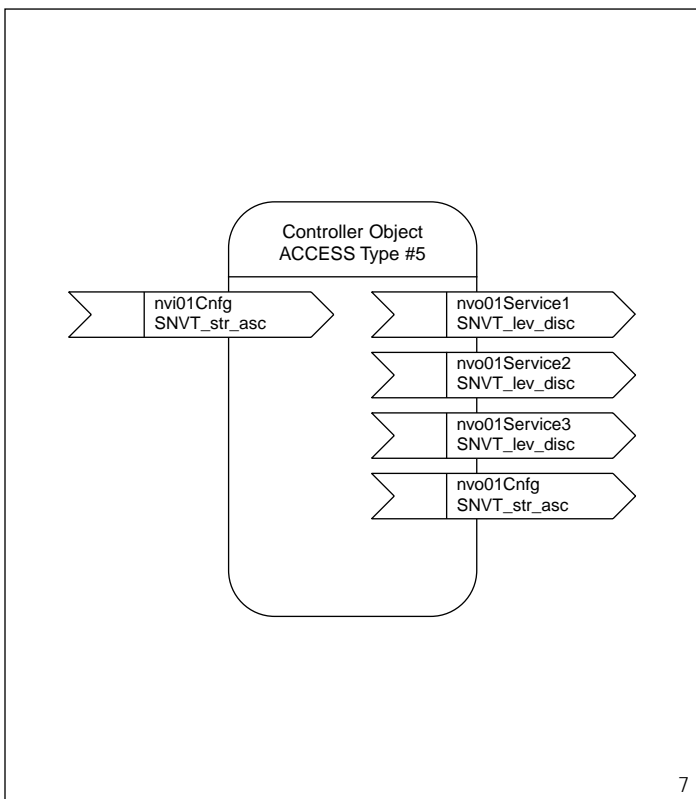 Controller Object
ACCESS Type #5
nvi01Cnfg
SNVT_str_asc
nvo01Service1
SNVT_lev_disc
nvo01Service2
SNVT_lev_disc
nvo01Service3
SNVT_lev_disc
nvo01Cnfg
SNVT_str_asc
7